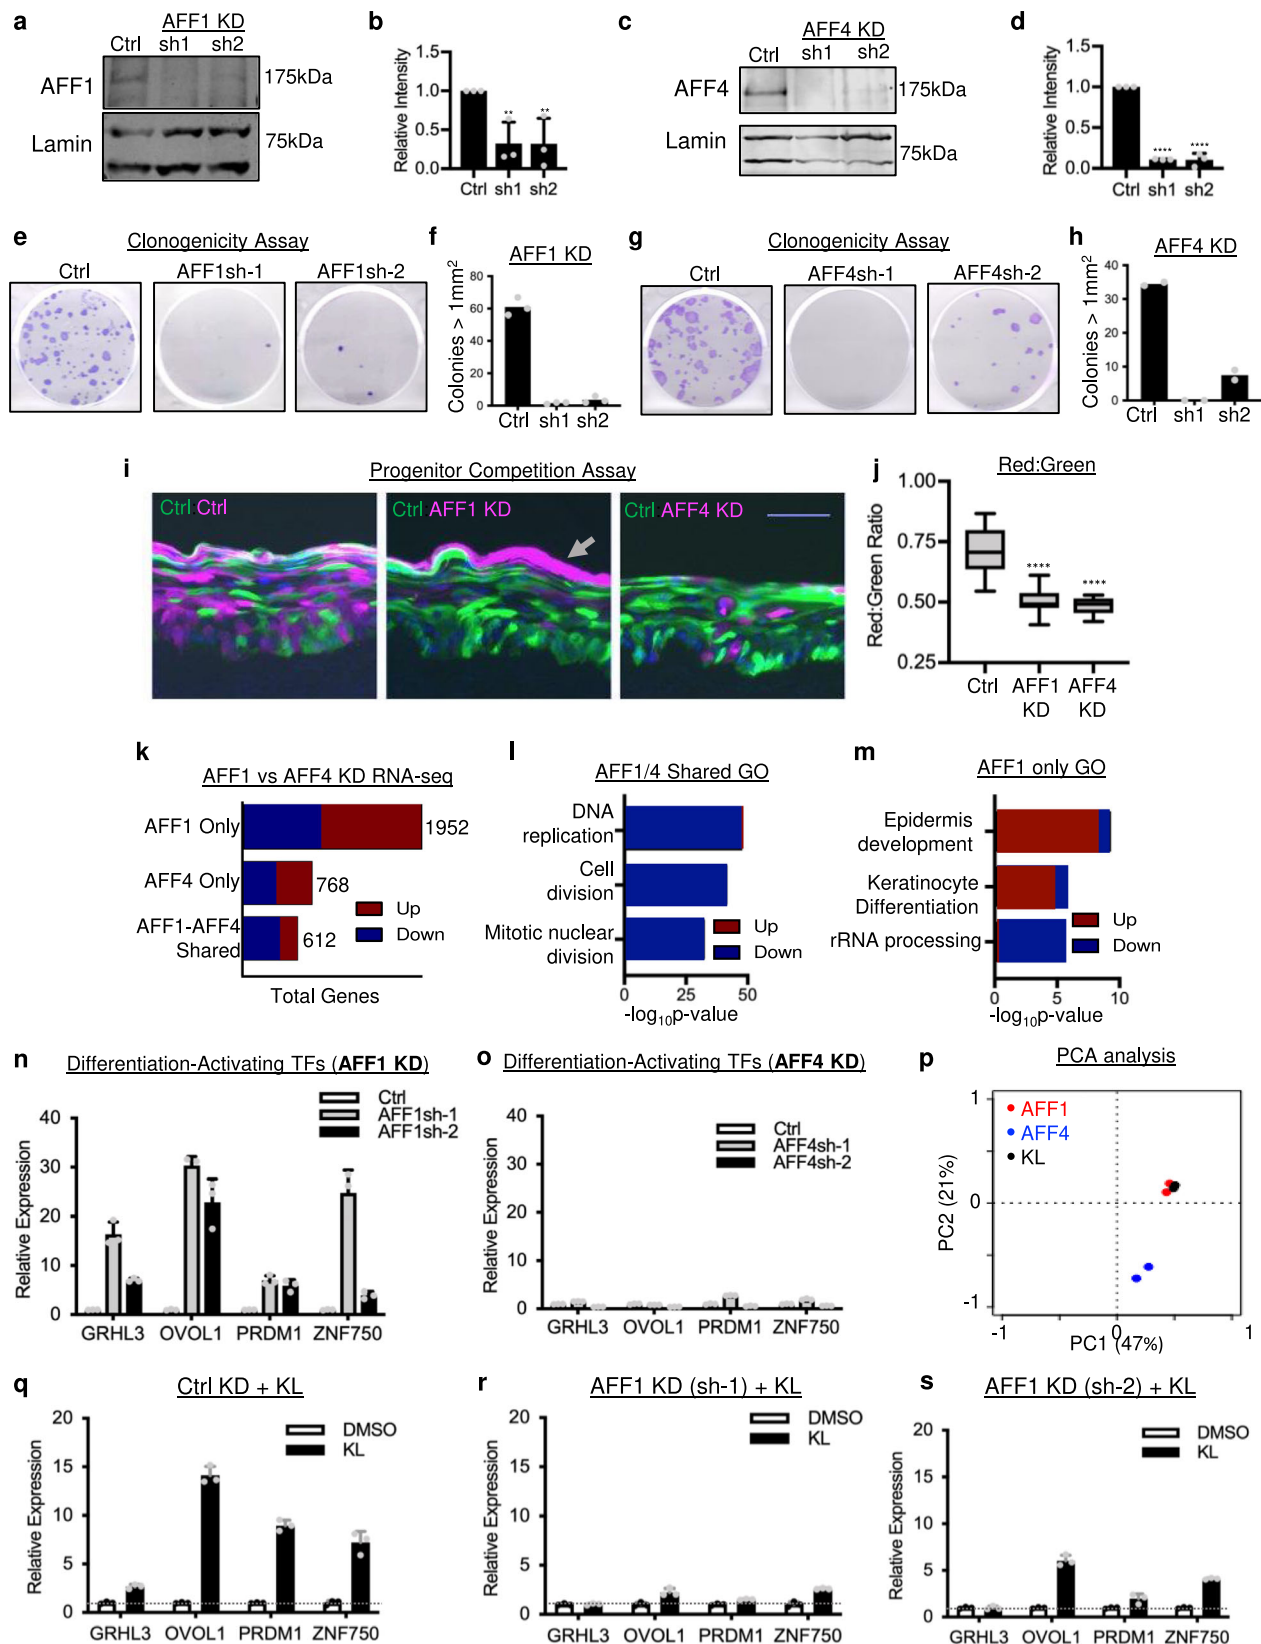 a
AFF1 KD
Ctrl sh1 sh2
AFF1
175kDa
Lamin
75kDa
b
Relative Intensity
1.5
1.0
0.5
0.0
** **
Ctrl sh1 sh2
c
AFF4 KD
Ctrl sh1 sh2
AFF4
175kDa
Lamin
75kDa
d
Relative Intensity
1.5
1.0
0.5
0.0
**** ****
Ctrl sh1 sh2
e
Clonogenicity Assay
Ctrl AFF1sh-1 AFF1sh-2
f
AFF1 KD
Colonies > 1mm²
80
60
40
20
0
Ctrl sh1 sh2
g
Clonogenicity Assay
Ctrl AFF4sh-1 AFF4sh-2
h
AFF4 KD
Colonies > 1mm²
40
30
20
10
0
Ctrl sh1 sh2
i
Progenitor Competition Assay
Ctrl Ctrl
Ctrl AFF1 KD
Ctrl AFF4 KD
j
Red:Green
Red:Green Ratio
1.00
0.75
0.50
0.25
**** ****
Ctrl AFF1 AFF4
KD KD
k
AFF1 vs AFF4 KD RNA-seq
AFF1 Only
1952
AFF4 Only
768
AFF1-AFF4
Shared
612
Up
Down
Total Genes
l
AFF1/4 Shared GO
DNA
replication
Cell
division
Mitotic nuclear
division
Up
Down
0 25 50
-log₁₀p-value
m
AFF1 only GO
Epidermis
development
Keratinocyte
Differentiation
rRNA processing
Up
Down
0 5 10
-log₁₀p-value
n
Differentiation-Activating TFs (AFF1 KD)
Ctrl
AFF1sh-1
AFF1sh-2
Relative Expression
40
30
20
10
0
GRHL3 OVOL1 PRDM1 ZNF750
o
Differentiation-Activating TFs (AFF4 KD)
Ctrl
AFF4sh-1
AFF4sh-2
Relative Expression
40
30
20
10
0
GRHL3 OVOL1 PRDM1 ZNF750
p
PCA analysis
AFF1
AFF4
KL
PC2 (21%)
1
0
-1
-1 0 1
PC1 (47%)
q
Ctrl KD + KL
DMSO
KL
Relative Expression
20
15
10
5
0
GRHL3 OVOL1 PRDM1 ZNF750
r
AFF1 KD (sh-1) + KL
DMSO
KL
Relative Expression
20
15
10
5
0
GRHL3 OVOL1 PRDM1 ZNF750
s
AFF1 KD (sh-2) + KL
DMSO
KL
Relative Expression
20
15
10
5
0
GRHL3 OVOL1 PRDM1 ZNF750